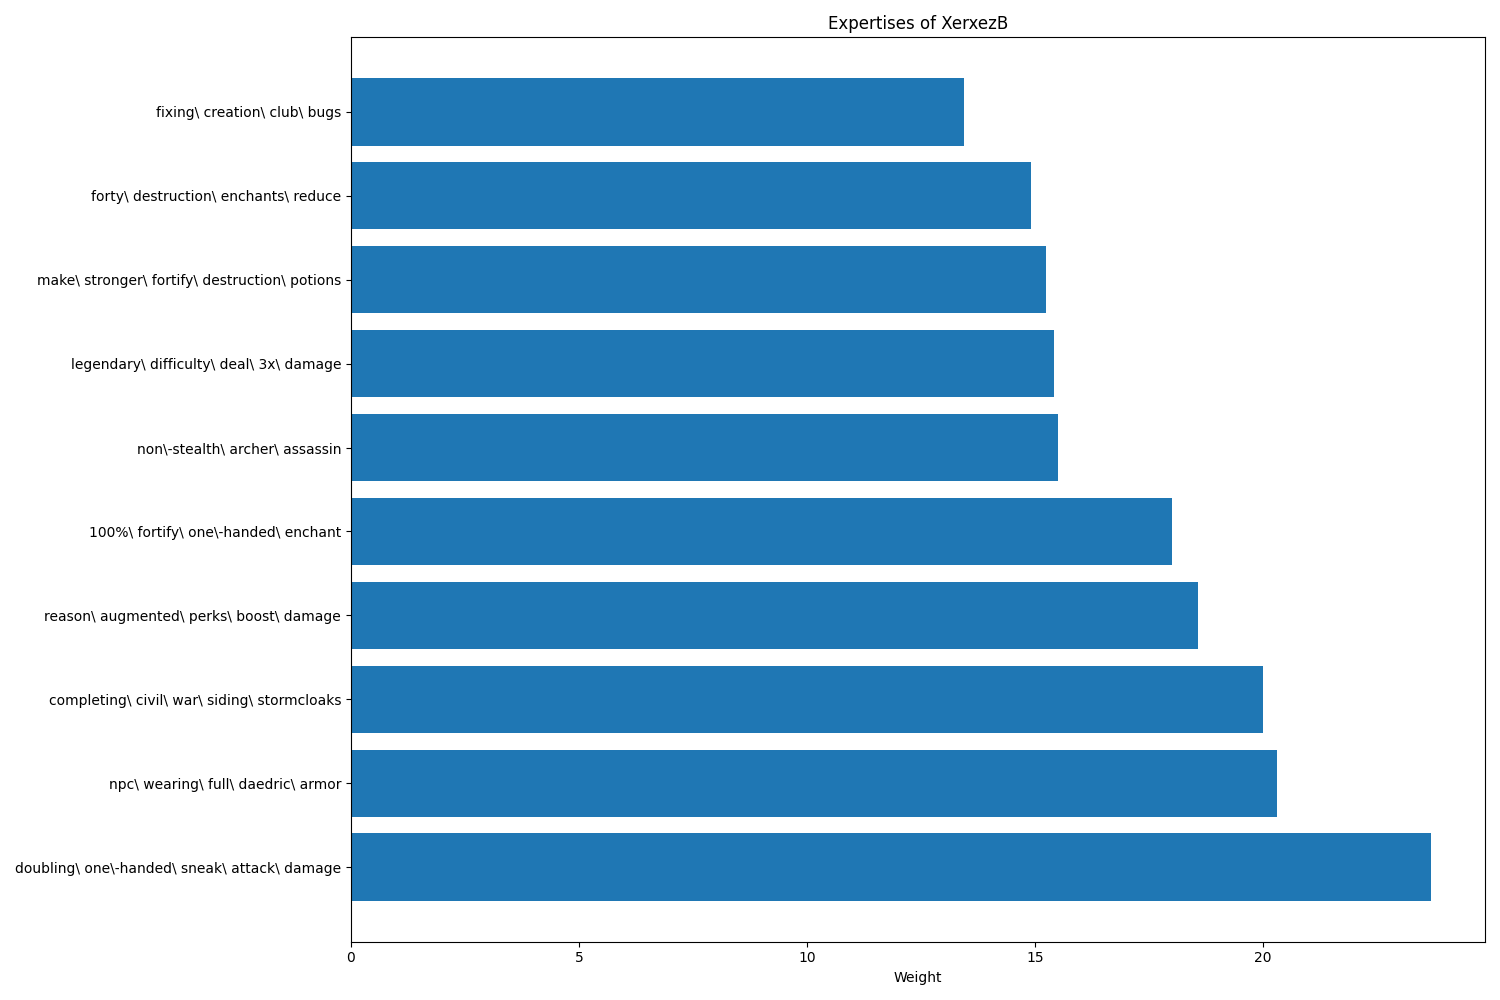 Expertises of XerxezB
fixing\ creation\ club\ bugs
forty\ destruction\ enchants\ reduce
make\ stronger\ fortify\ destruction\ potions
legendary\ difficulty\ deal\ 3x\ damage
non\-stealth\ archer\ assassin
100%\ fortify\ one\-handed\ enchant
reason\ augmented\ perks\ boost\ damage
completing\ civil\ war\ siding\ stormcloaks
npc\ wearing\ full\ daedric\ armor
doubling\ one\-handed\ sneak\ attack\ damage
0 5 10 15 20
Weight